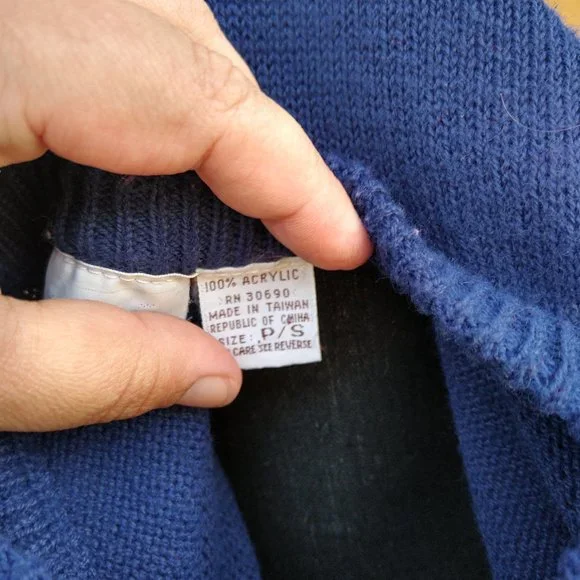 100% ACRYLIC
RN 30690
MADE IN TAIWAN
REPUBLIC OF CHINA
SIZE: P/S
CARE SEE REVERSE